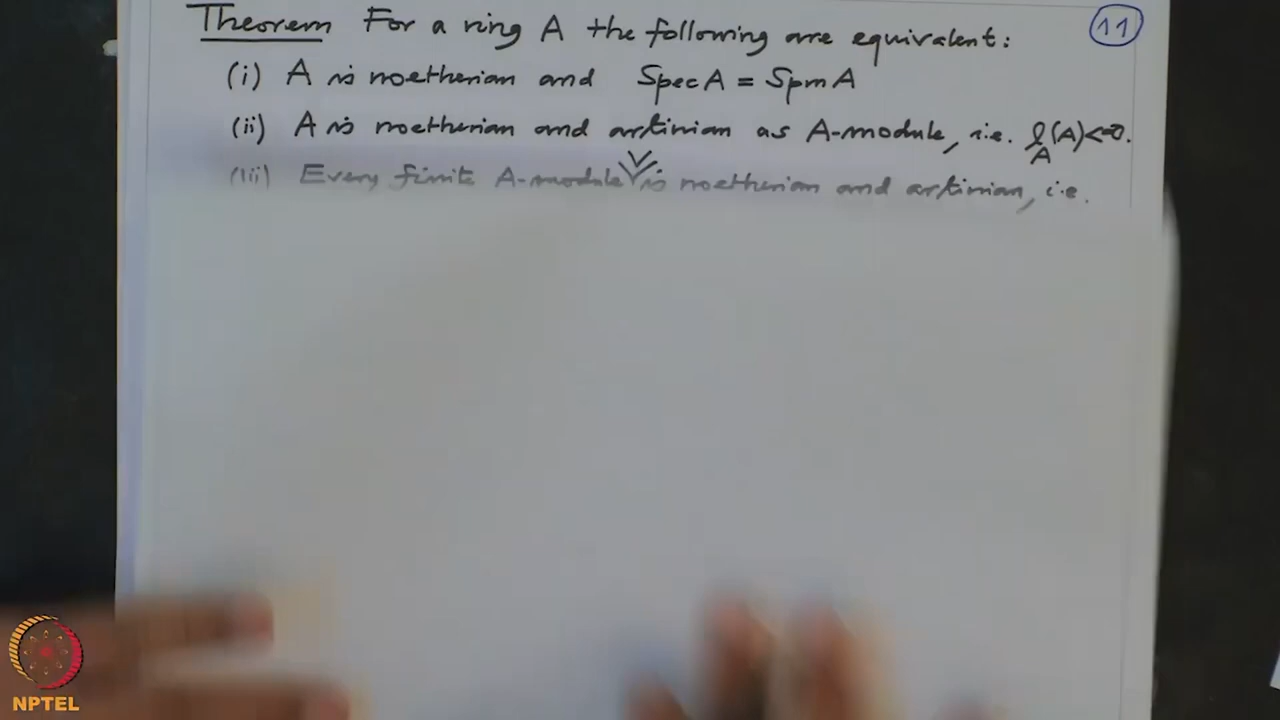 Theorem For a ring A the following are equivalent:
11
(i) A is noetherian and Spec A = Spm A
(ii) A is noetherian and artinian as A-module, i.e. ℓ_A(A)<∞.
(iii) Every finite A-module V is noetherian and artinian, i.e.
NPTEL